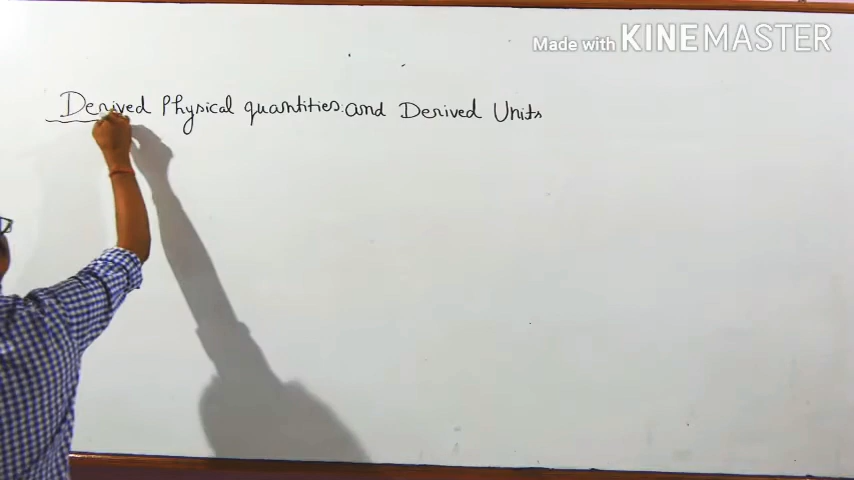 Made with KINEMASTER
Derived Physical quantities and Derived Units